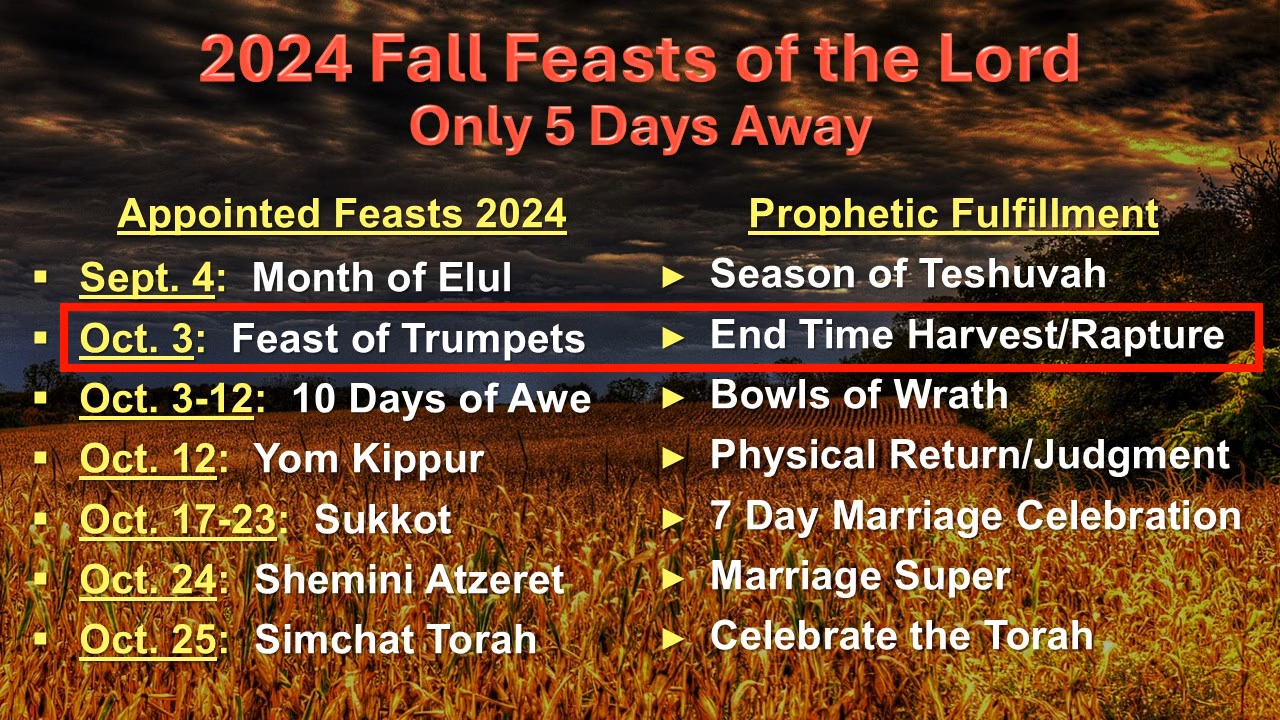 2024 Fall Feasts of the Lord
Only 5 Days Away
Appointed Feasts 2024
▪ Sept. 4: Month of Elul
▪ Oct. 3: Feast of Trumpets
▪ Oct. 3-12: 10 Days of Awe
▪ Oct. 12: Yom Kippur
▪ Oct. 17-23: Sukkot
▪ Oct. 24: Shemini Atzeret
▪ Oct. 25: Simchat Torah
Prophetic Fulfillment
► Season of Teshuvah
► End Time Harvest/Rapture
► Bowls of Wrath
► Physical Return/Judgment
► 7 Day Marriage Celebration
► Marriage Super
► Celebrate the Torah